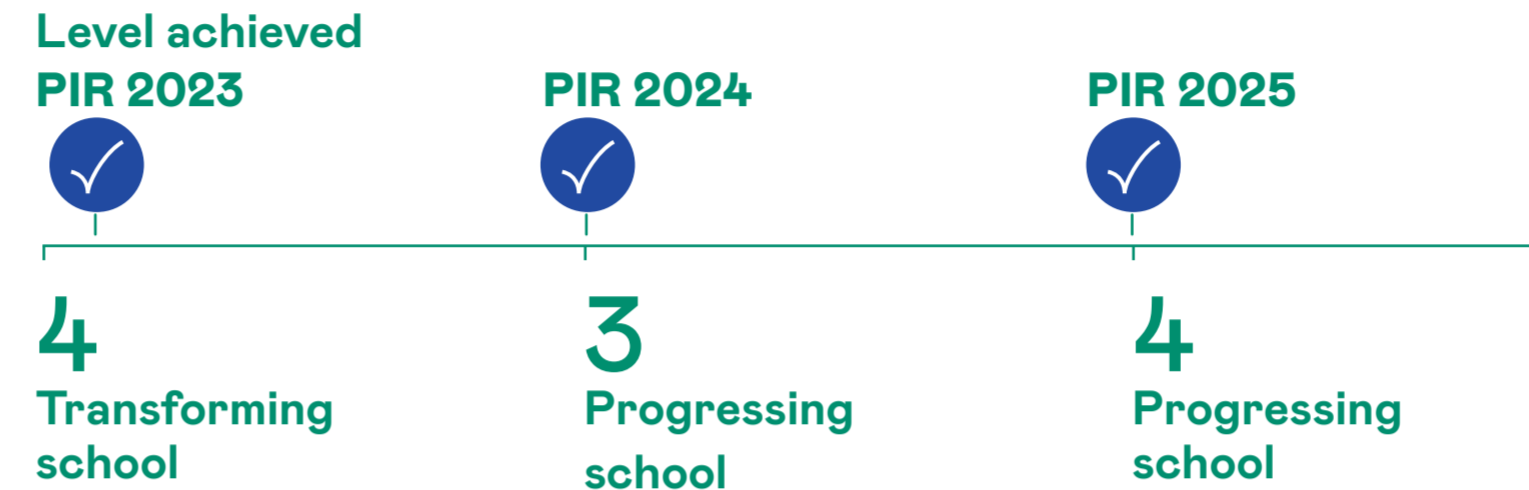 Level achieved
PIR 2023
PIR 2024
PIR 2025
4
Transforming
school
3
Progressing
school
4
Progressing
school